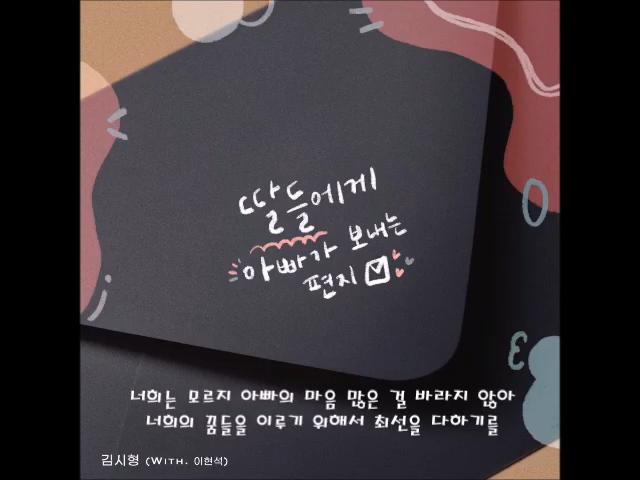 딸들에게
아빠가 보내는
편지
너희는 모르지 아빠의 마음 많은 걸 바라지 않아
너희의 꿈들을 이루기 위해서 최선을 다하기를
김시형 (WITH. 이현석)